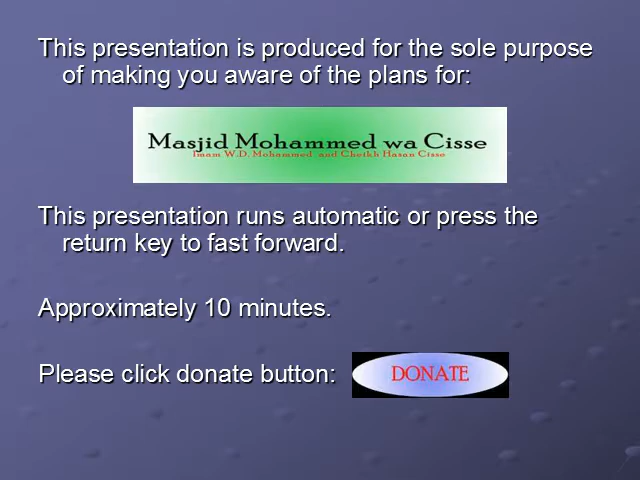 This presentation is produced for the sole purpose
of making you aware of the plans for:
Masjid Mohammed wa Cisse
Imam W.D. Mohammed and Cheikh Hasan Cisse
This presentation runs automatic or press the
return key to fast forward.
Approximately 10 minutes.
Please click donate button:
DONATE